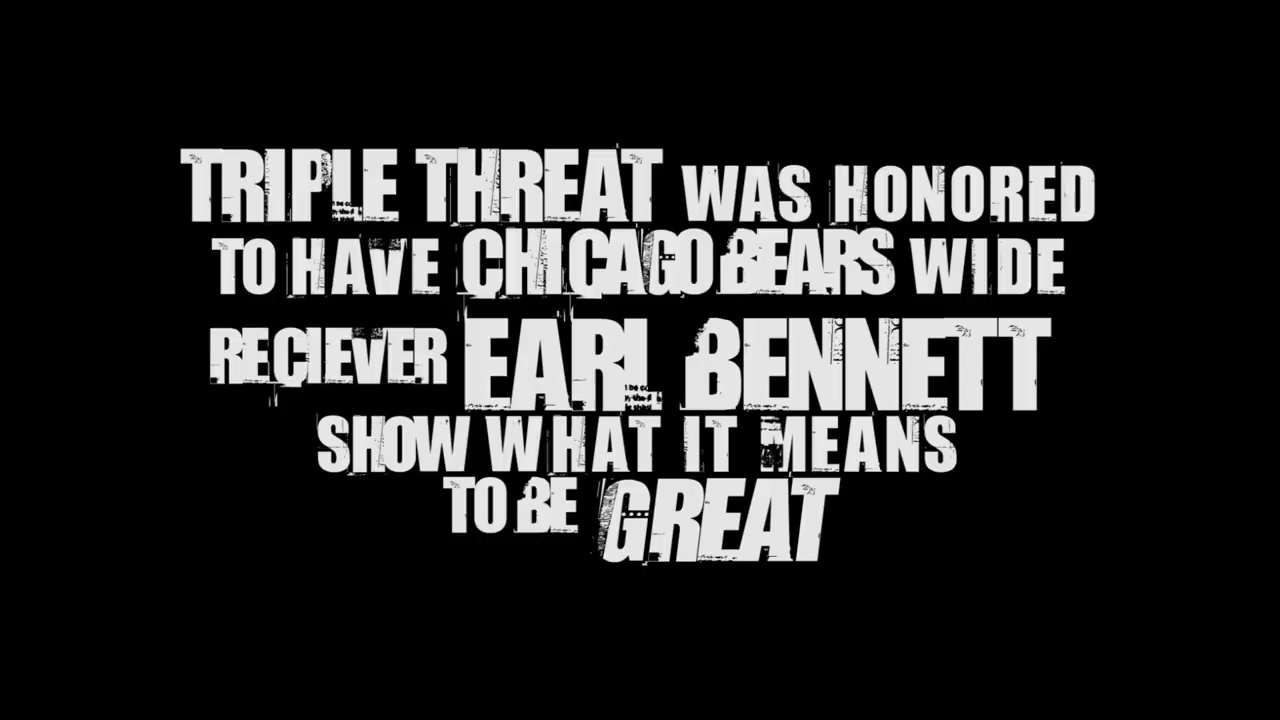 TRIPLE THREAT WAS HONORED
TO HAVE CHICAGO BEARS WIDE
RECIEVER EARL BENNETT
SHOW WHAT IT MEANS
TO BE GREAT